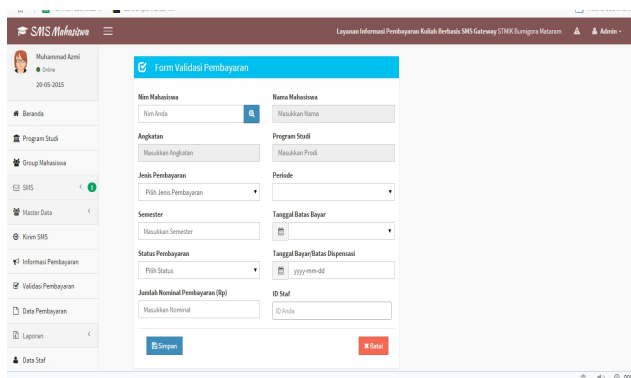 SMS Mahasiswa
Layanan Informasi Pembayaran Kuliah Berbasis SMS Gateway STMIK Bumigora Mataram
Admin
Muhammad Azmi
Online
20-05-2015
Beranda
Program Studi
Group Mahasiswa
SMS 1
Master Data
Kirim SMS
Informasi Pembayaran
Validasi Pembayaran
Data Pembayaran
Laporan
Data Staf
Form Validasi Pembayaran
Nim Mahasiswa
Nim Anda
Nama Mahasiswa
Masukkan Nama
Angkatan
Masukkan Angkatan
Program Studi
Masukkan Prodi
Jenis Pembayaran
Pilih Jenis Pembayaran
Periode
Semester
Masukkan Semester
Tanggal Batas Bayar
Status Pembayaran
Pilih Status
Tanggal Bayar/Batas Dispensasi
yyyy-mm-dd
Jumlah Nominal Pembayaran (Rp)
Masukkan Nominal
ID Staf
ID Anda
Simpan
Batal